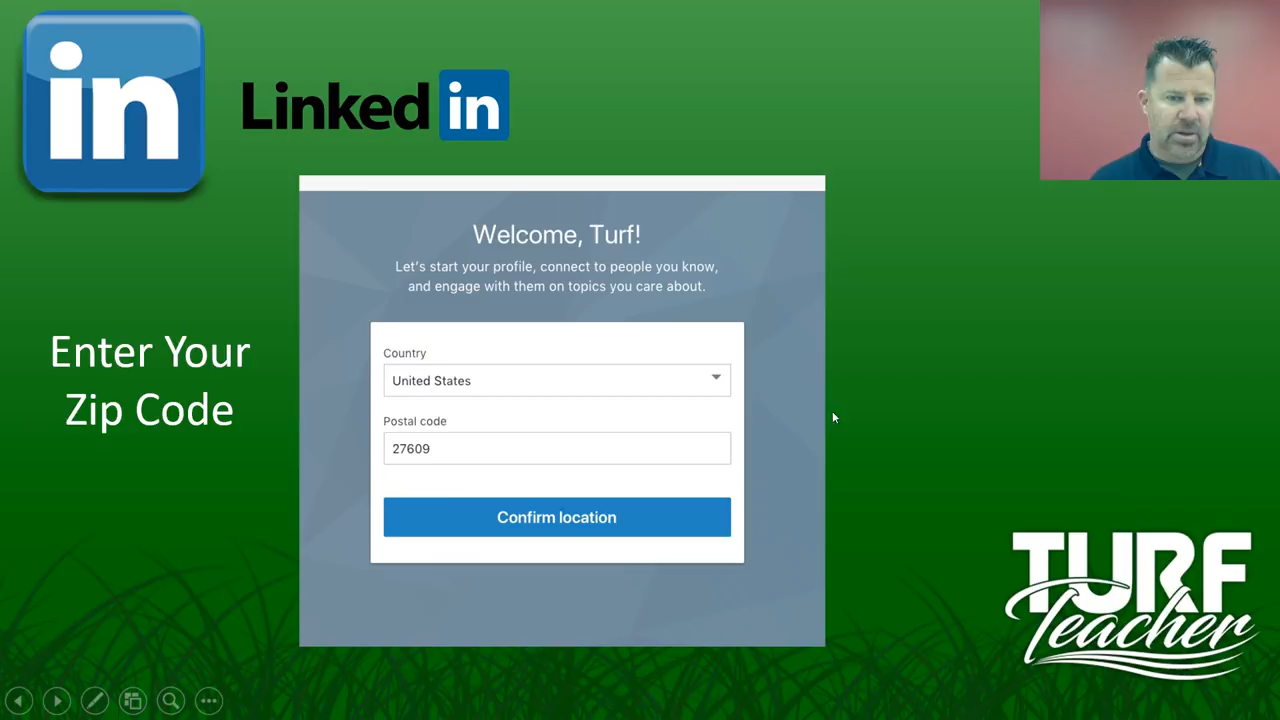 in
Linked in
Welcome, Turf!
Let's start your profile, connect to people you know,
and engage with them on topics you care about.
Enter Your
Zip Code
Country
United States
Postal code
27609
Confirm location
TURF
Teacher